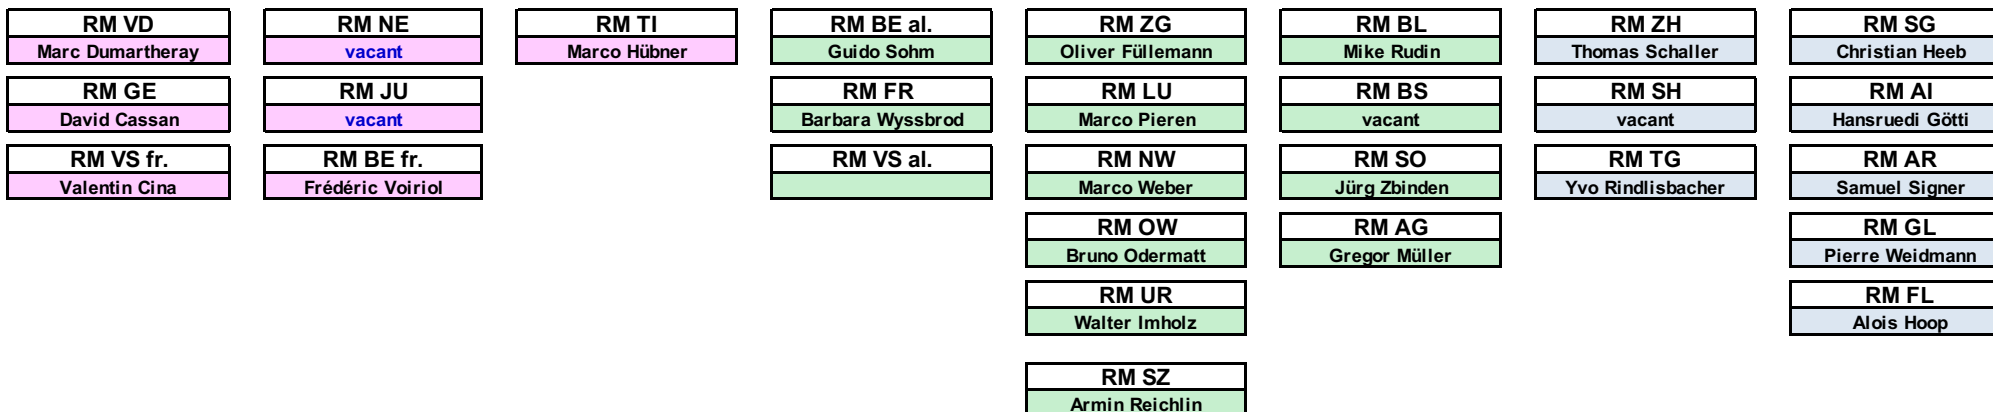 RM VD
Marc Dumartheray
RM GE
David Cassan
RM VS fr.
Valentin Cina
RM NE
vacant
RM JU
vacant
RM BE fr.
Frédéric Voiriol
RM TI
Marco Hübner
RM BE al.
Guido Sohm
RM FR
Barbara Wyssbrod
RM VS al.
RM ZG
Oliver Füllemann
RM LU
Marco Pieren
RM NW
Marco Weber
RM OW
Bruno Odermatt
RM UR
Walter Imholz
RM SZ
Armin Reichlin
RM BL
Mike Rudin
RM BS
vacant
RM SO
Jürg Zbinden
RM AG
Gregor Müller
RM ZH
Thomas Schaller
RM SH
vacant
RM TG
Yvo Rindlisbacher
RM SG
Christian Heeb
RM AI
Hansruedi Götti
RM AR
Samuel Signer
RM GL
Pierre Weidmann
RM FL
Alois Hoop